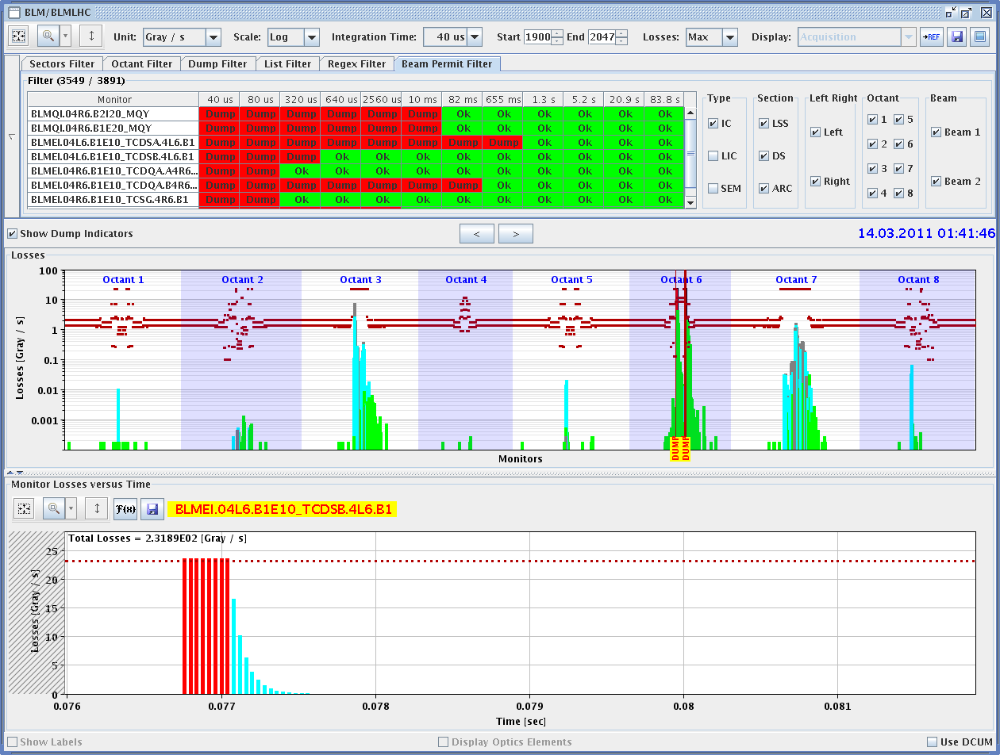 BLM/BLMLHC
Unit: Gray / s Scale: Log Integration Time: 40 us Start 1900 End 2047 Losses: Max Display: Acquisition →REF
Sectors Filter Octant Filter Dump Filter List Filter Regex Filter Beam Permit Filter
Filter (3549 / 3891)
Monitor 40 us 80 us 320 us 640 us 2560 us 10 ms 82 ms 655 ms 1.3 s 5.2 s 20.9 s 83.8 s
BLMQI.04R6.B2I20_MQY Dump Dump Dump Dump Dump Dump Ok Ok Ok Ok Ok Ok
BLMQI.04R6.B1E20_MQY Dump Dump Dump Dump Dump Dump Ok Ok Ok Ok Ok Ok
BLMEI.04L6.B1E10_TCDSA.4L6.B1 Dump Dump Dump Dump Dump Dump Dump Dump Ok Ok Ok Ok
BLMEI.04L6.B1E10_TCDSB.4L6.B1 Dump Dump Dump Ok Ok Ok Ok Ok Ok Ok Ok Ok
BLMEI.04R6.B1E10_TCDQA.A4R6... Dump Dump Ok Ok Ok Ok Ok Ok Ok Ok Ok Ok
BLMEI.04R6.B1E10_TCDQA.B4R6... Dump Dump Dump Dump Dump Dump Dump Ok Ok Ok Ok Ok
BLMEI.04R6.B1E10_TCSG.4R6.B1 Dump Dump Ok Ok Ok Ok Ok Ok Ok Ok Ok Ok
Type Section Left Right Octant Beam
IC LSS Left 1 5 Beam 1
LIC DS 2 6
SEM ARC Right 3 7 Beam 2
4 8
Show Dump Indicators < > 14.03.2011 01:41:46
Losses
Octant 1 Octant 2 Octant 3 Octant 4 Octant 5 Octant 6 Octant 7 Octant 8
100
10
1
0.1
0.01
0.001
Losses [Gray / s]
DUMP DUMP
Monitors
Monitor Losses versus Time
F(x) BLMEI.04L6.B1E10_TCDSB.4L6.B1
Total Losses = 2.3189E02 [Gray / s]
25
20
15
10
5
0
Losses [Gray / s]
0.076 0.077 0.078 0.079 0.08 0.081
Time [sec]
Show Labels Display Optics Elements Use DCUM